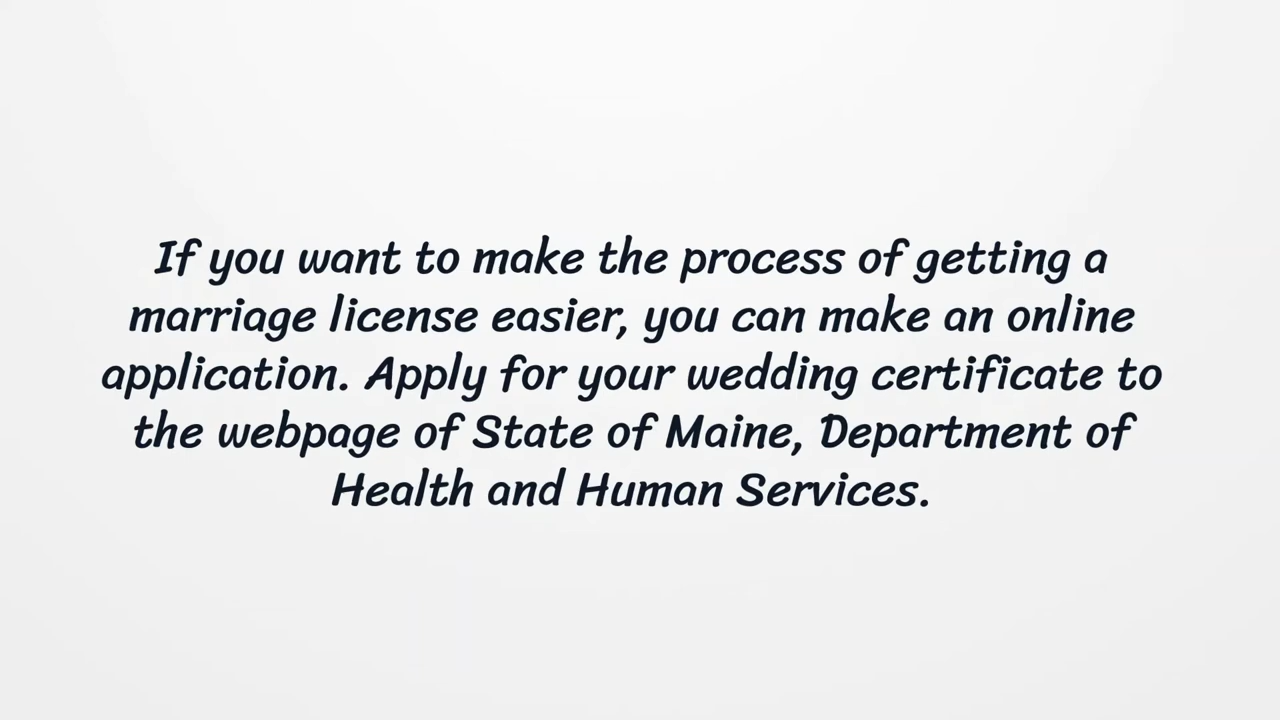 If you want to make the process of getting a
marriage license easier, you can make an online
application. Apply for your wedding certificate to
the webpage of State of Maine, Department of
Health and Human Services.